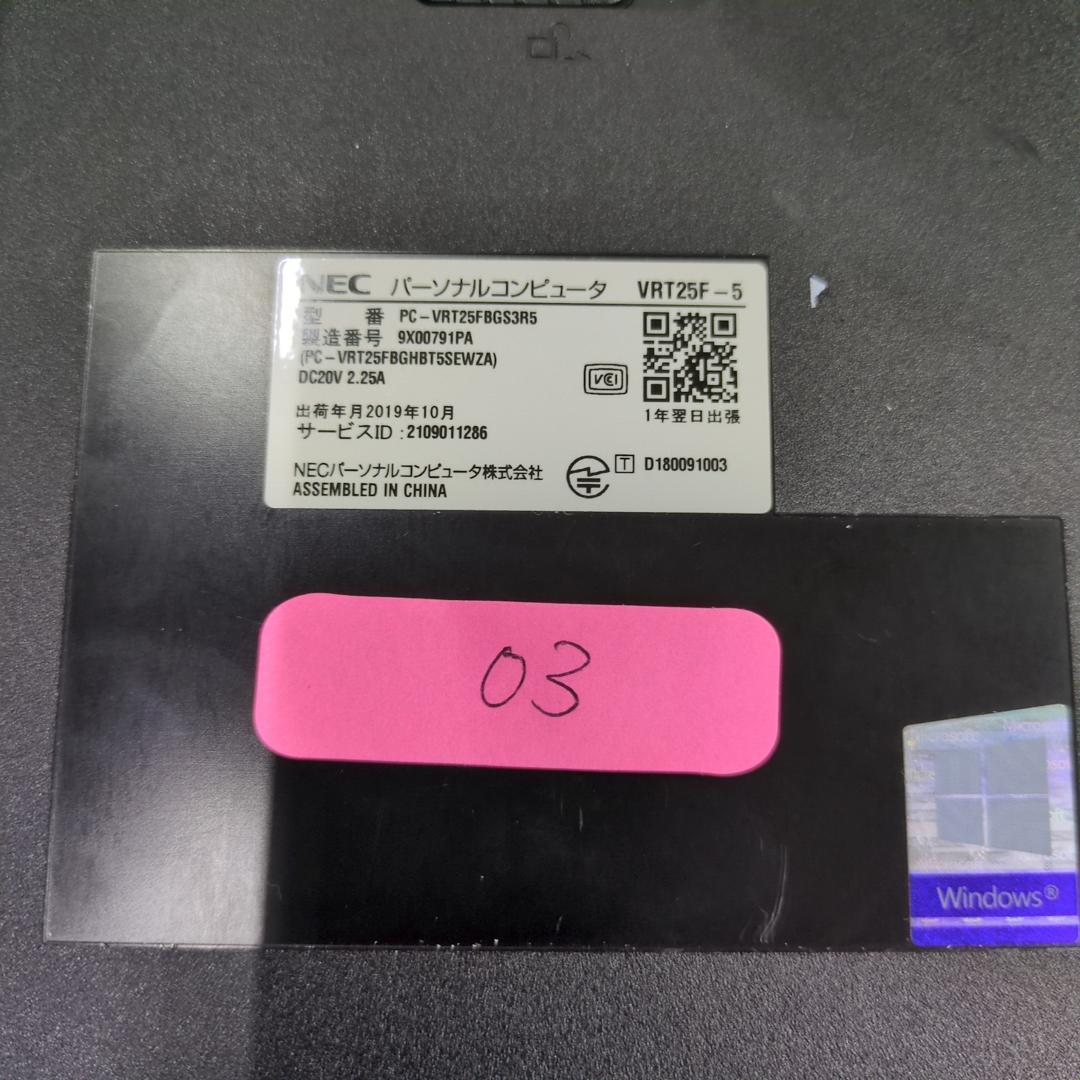 NEC パーソナルコンピュータ VRT25F-5
型 番 PC-VRT25FBGS3R5
製造番号 9X00791PA
(PC-VRT25FBGHBT5SEWZA)
DC20V 2.25A
VCCI
1年翌日出張
出荷年月2019年10月
サービスID:2109011286
NECパーソナルコンピュータ株式会社
T D180091003
ASSEMBLED IN CHINA
03
Windows®